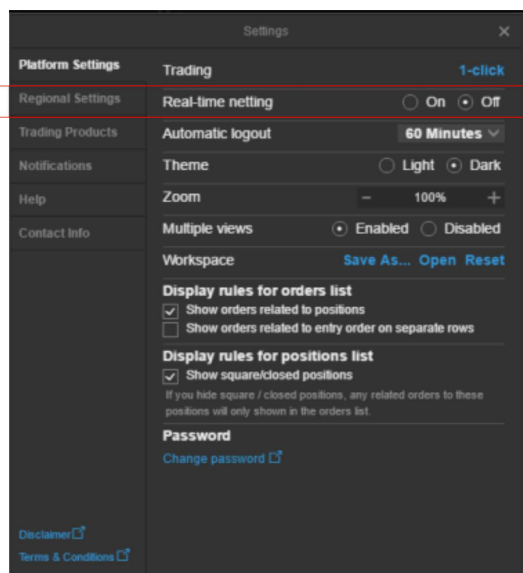 Settings
Platform Settings
Regional Settings
Trading Products
Notifications
Help
Contact Info
Disclaimer
Terms & Conditions
Trading 1-click
Real-time netting On Off
Automatic logout 60 Minutes
Theme Light Dark
Zoom − 100% +
Multiple views Enabled Disabled
Workspace Save As... Open Reset
Display rules for orders list
Show orders related to positions
Show orders related to entry order on separate rows
Display rules for positions list
Show square/closed positions
If you hide square / closed positions, any related orders to these
positions will only shown in the orders list.
Password
Change password